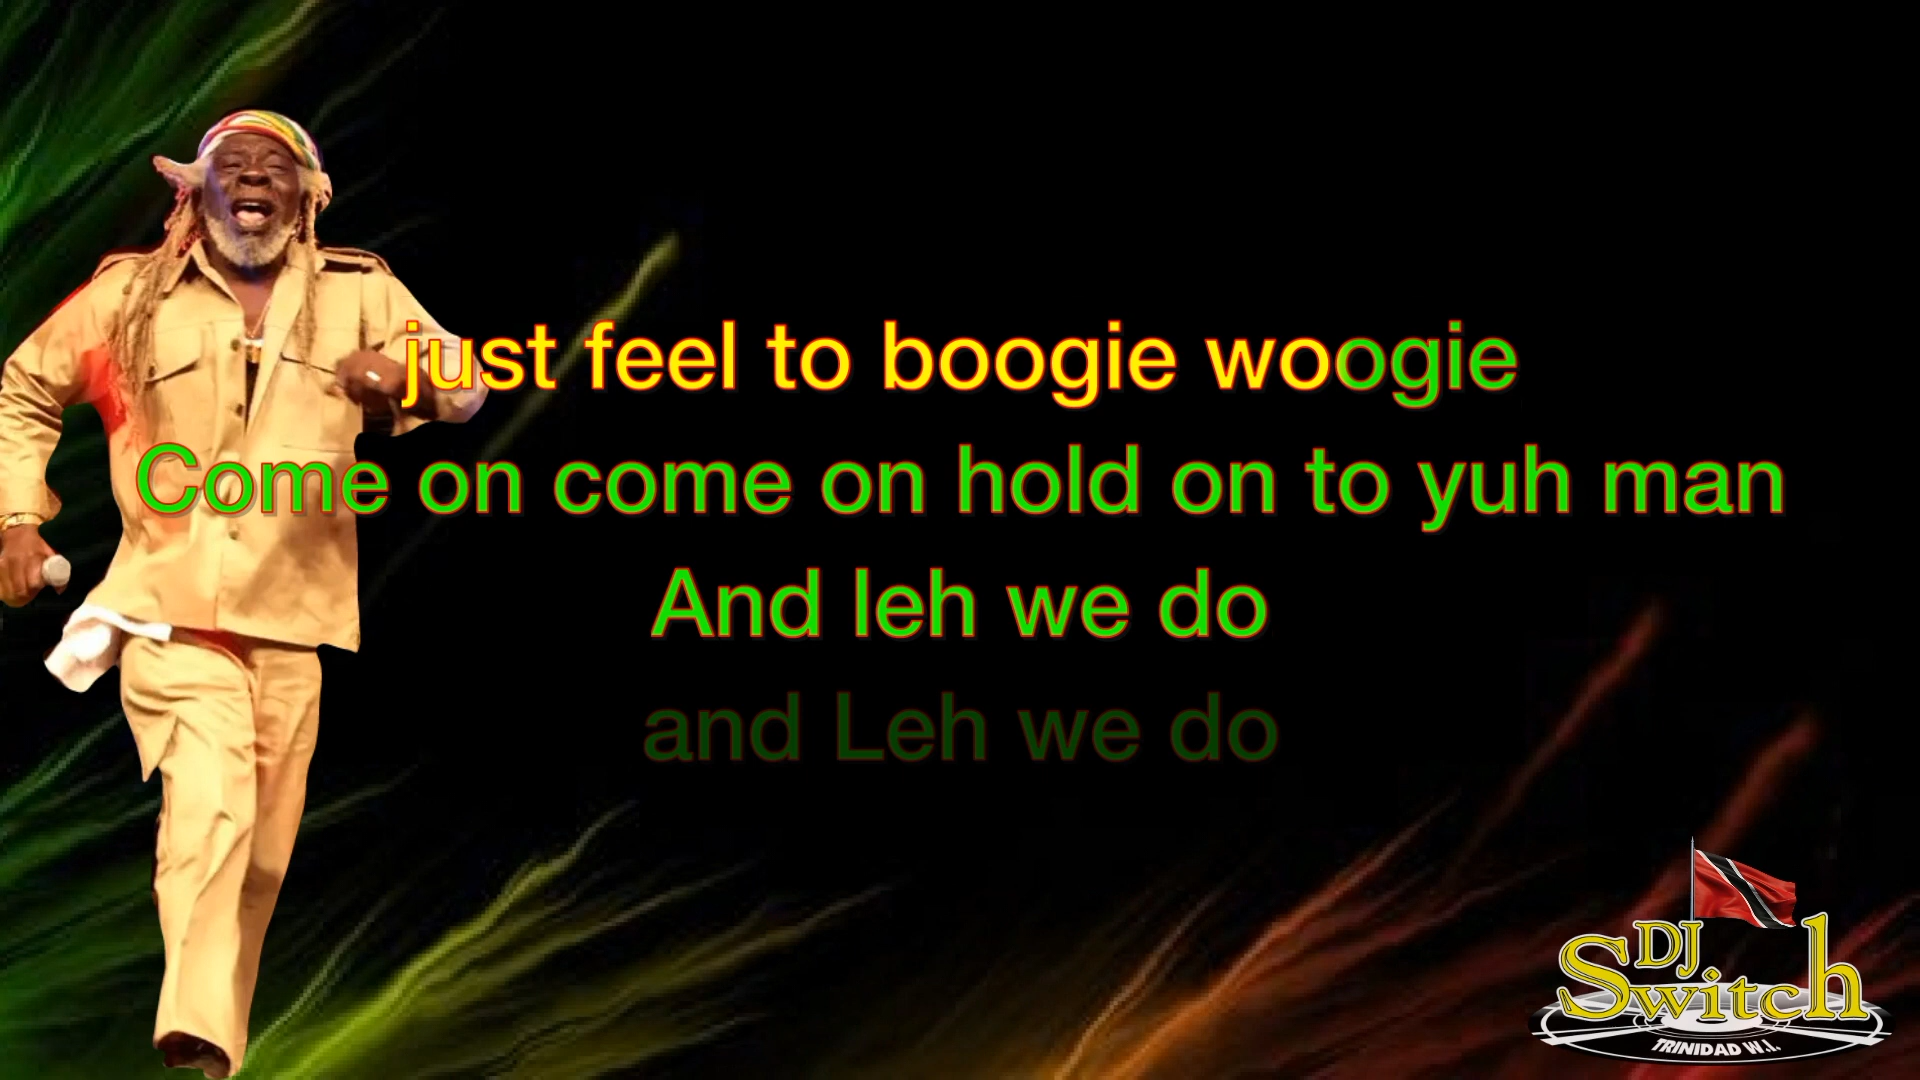 just feel to boogie woogie
Come on come on hold on to yuh man
And leh we do
and Leh we do
DJ
Switch
TRINIDAD W.I.